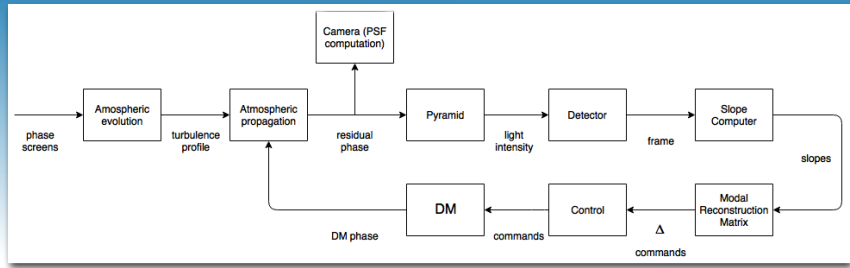 Camera (PSF
computation)
Amospheric
evolution
Atmospheric
propagation
Pyramid
Detector
Slope
Computer
phase
screens
turbulence
profile
residual
phase
light
intensity
frame
slopes
DM
Control
Modal
Reconstruction
Matrix
DM phase
commands
Δ
commands